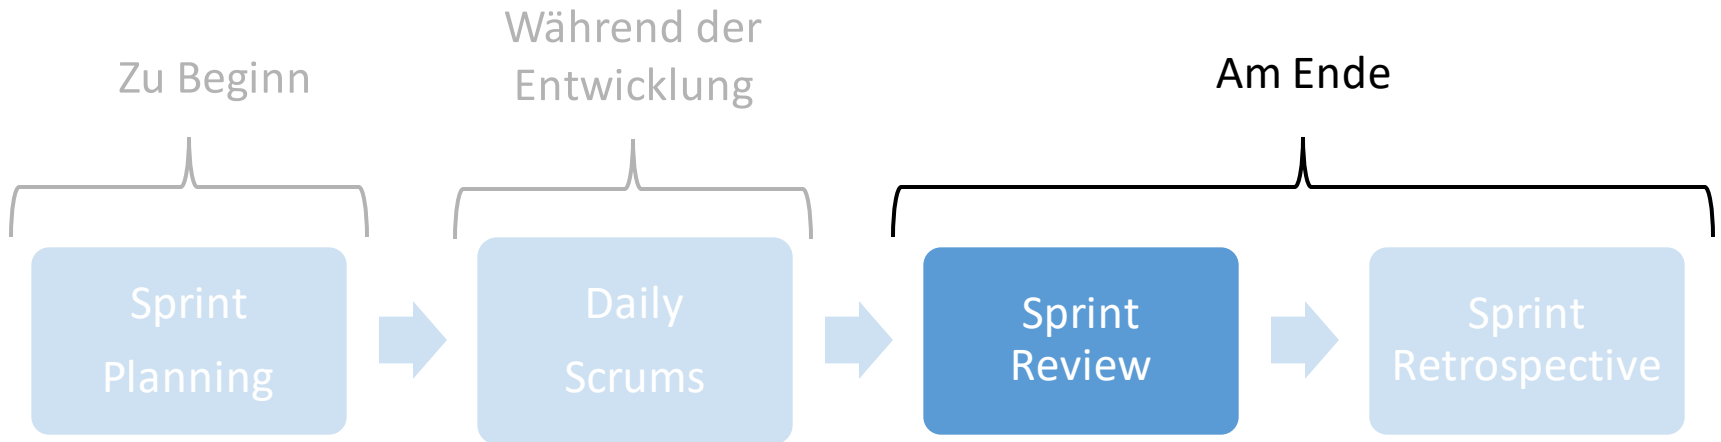 Zu Beginn
Während der
Entwicklung
Am Ende
Sprint
Planning
Daily
Scrums
Sprint
Review
Sprint
Retrospective